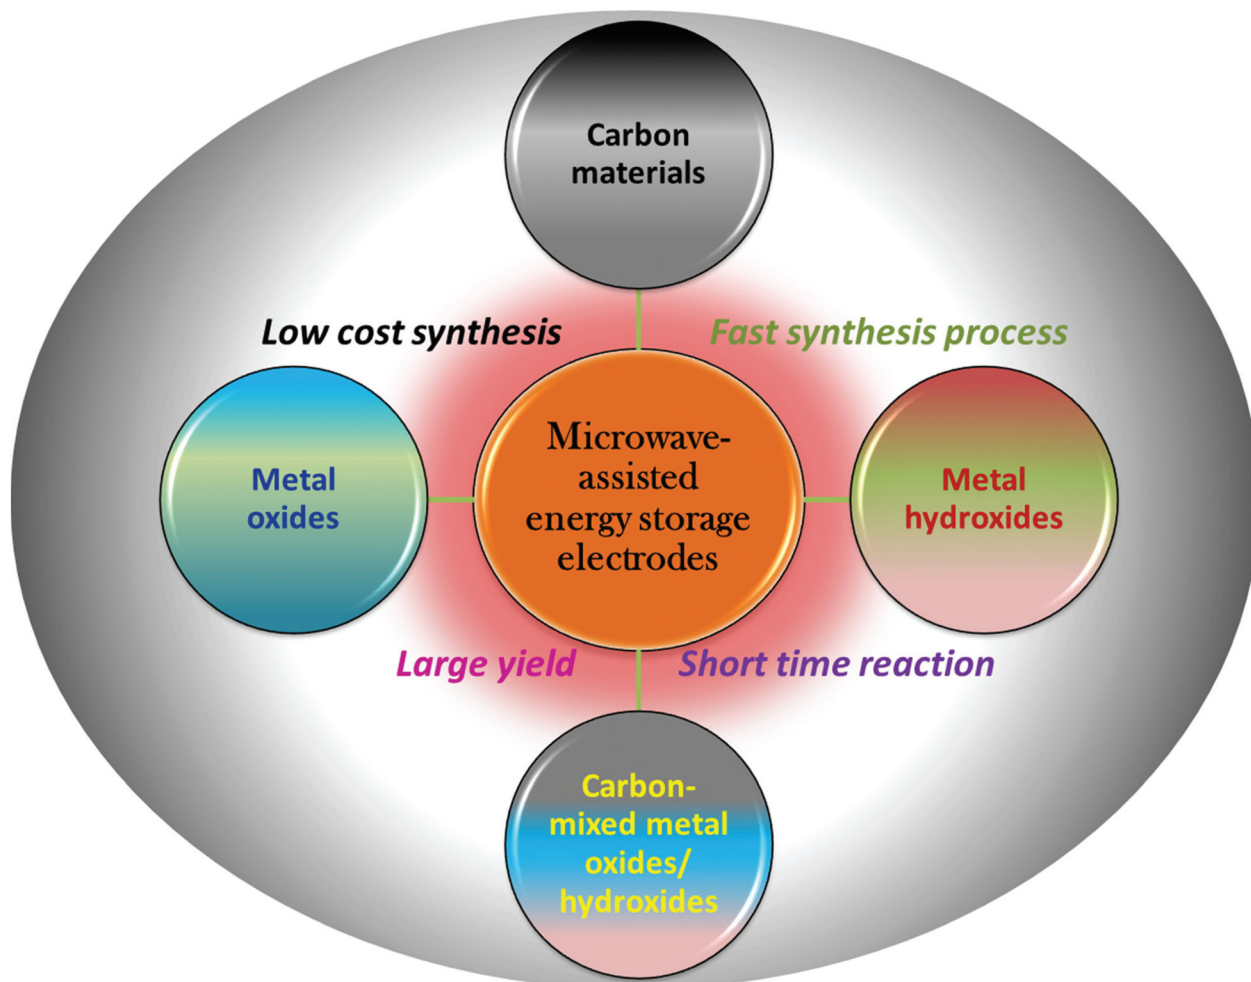 Carbon
materials
Low cost synthesis
Fast synthesis process
Metal
oxides
Microwave-
assisted
energy storage
electrodes
Metal
hydroxides
Large yield
Short time reaction
Carbon-
mixed metal
oxides/
hydroxides